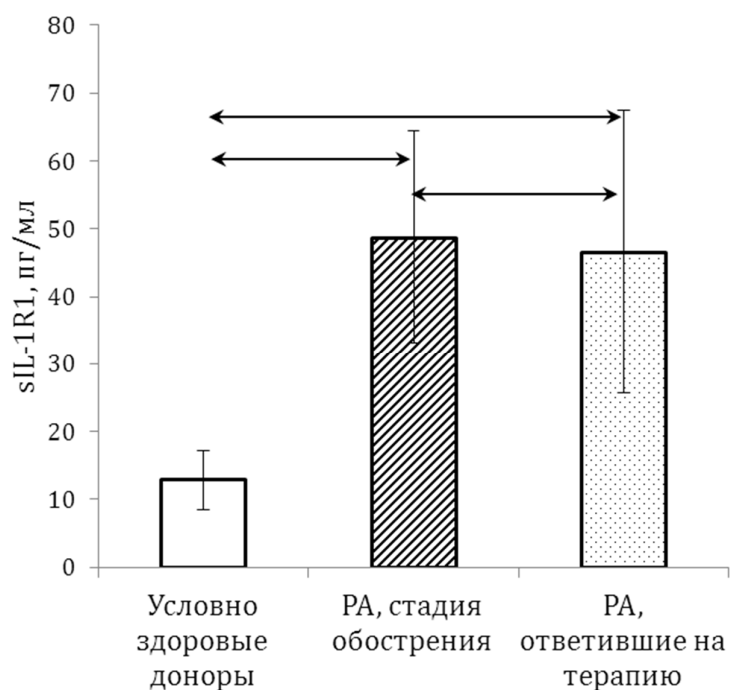 80
70
60
50
40
30
20
10
0
sIL-1R1, пг/мл
Условно
здоровые
доноры
РА, стадия
обострения
РА,
ответившие на
терапию